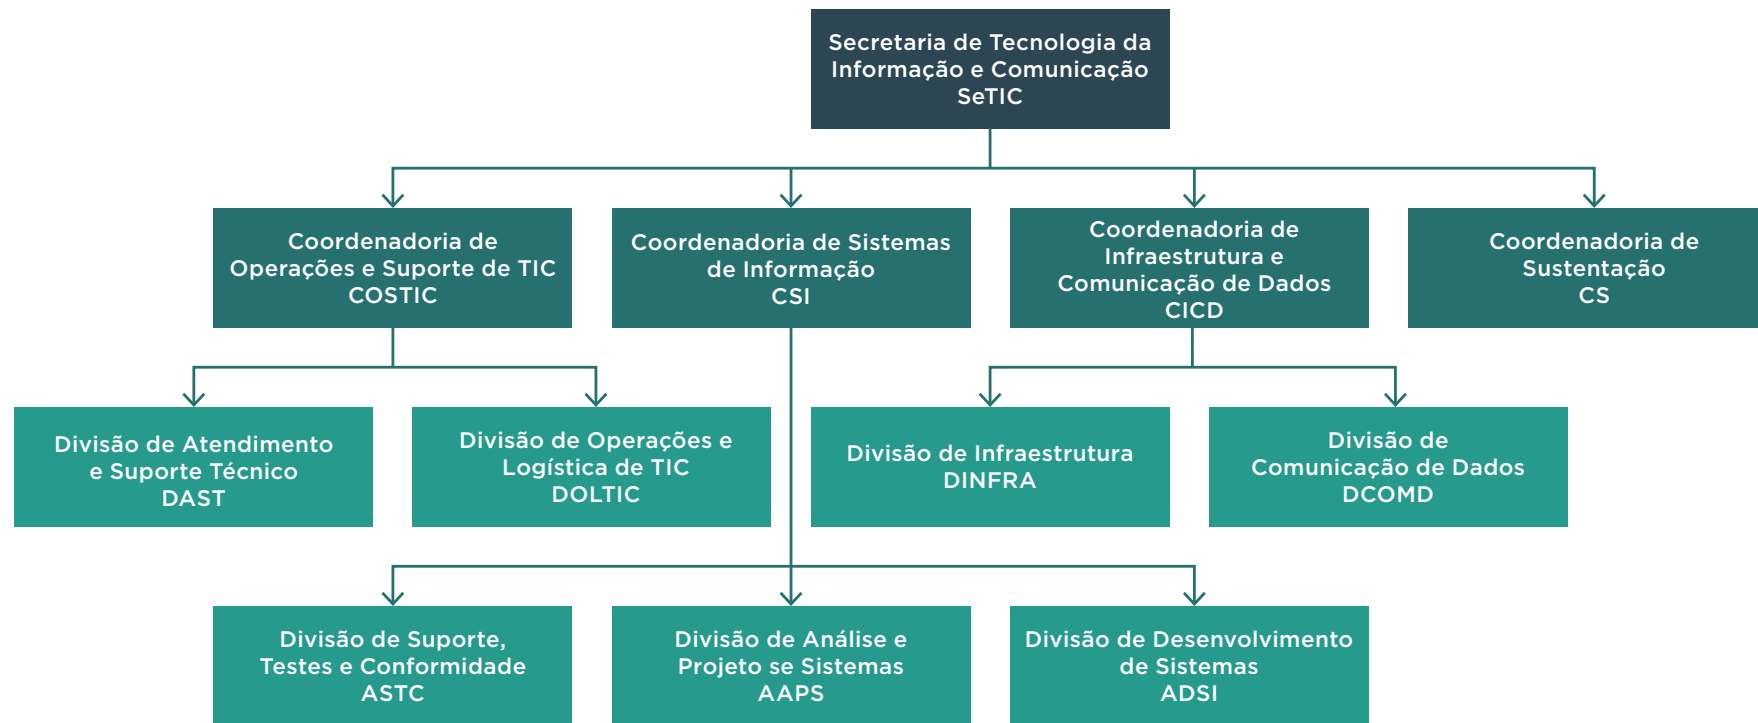 Secretaria de Tecnologia da
Informação e Comunicação
SeTIC
Coordenadoria de
Operações e Suporte de TIC
COSTIC
Coordenadoria de Sistemas
de Informação
CSI
Coordenadoria de
Infraestrutura e
Comunicação de Dados
CICD
Coordenadoria de
Sustentação
CS
Divisão de Atendimento
e Suporte Técnico
DAST
Divisão de Operações e
Logística de TIC
DOLTIC
Divisão de Infraestrutura
DINFRA
Divisão de
Comunicação de Dados
DCOMD
Divisão de Suporte,
Testes e Conformidade
ASTC
Divisão de Análise e
Projeto se Sistemas
AAPS
Divisão de Desenvolvimento
de Sistemas
ADSI